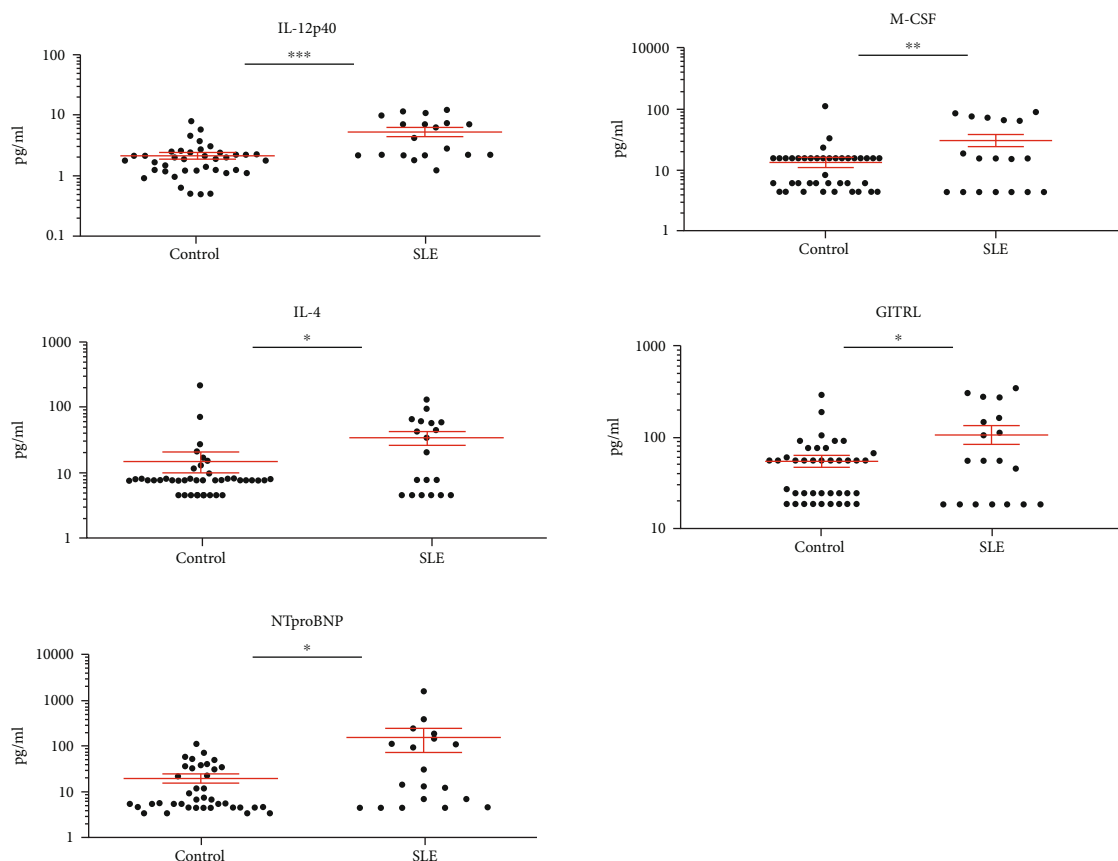 IL-12p40
***
100
10
1
0.1
pg/ml
Control
SLE
M-CSF
**
10000
1000
100
10
1
pg/ml
Control
SLE
IL-4
*
1000
100
10
1
pg/ml
Control
SLE
GITRL
*
1000
100
10
pg/ml
Control
SLE
NTproBNP
*
10000
1000
100
10
1
pg/ml
Control
SLE